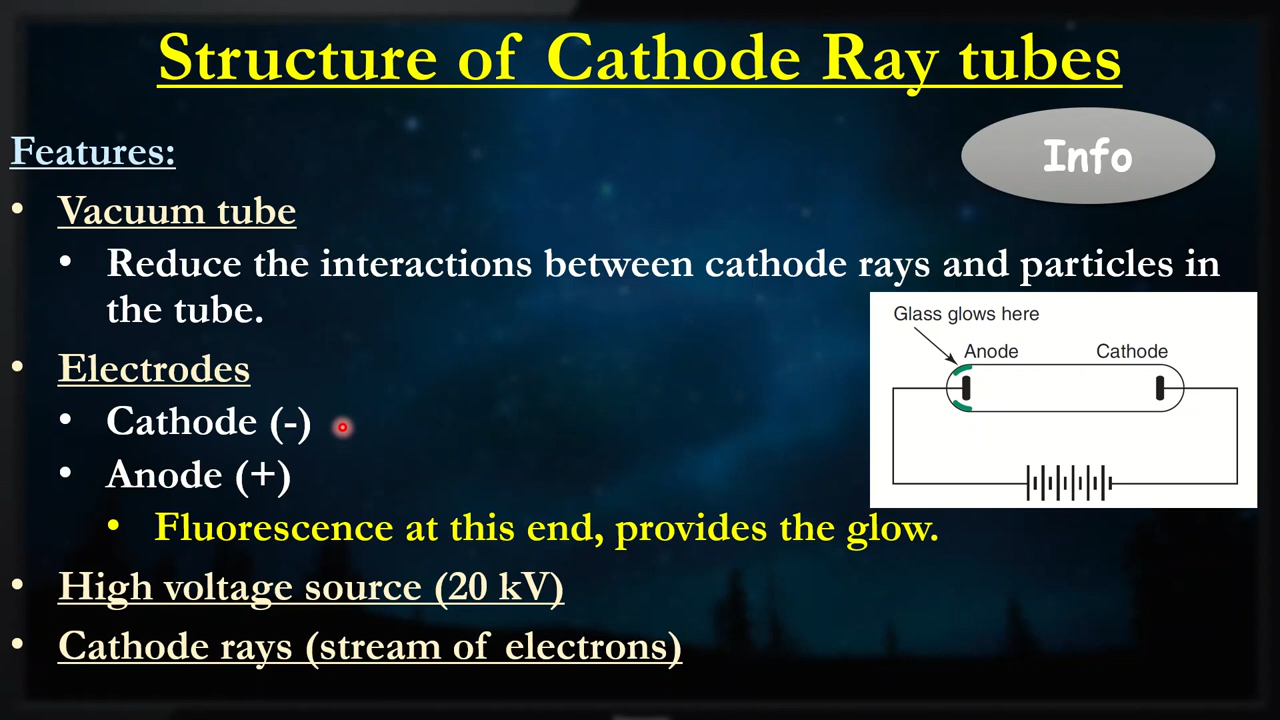 Structure of Cathode Ray tubes
Info
Features:
• Vacuum tube
• Reduce the interactions between cathode rays and particles in
the tube.
• Electrodes
• Cathode (-)
• Anode (+)
• Fluorescence at this end, provides the glow.
• High voltage source (20 kV)
• Cathode rays (stream of electrons)
Glass glows here
Anode
Cathode